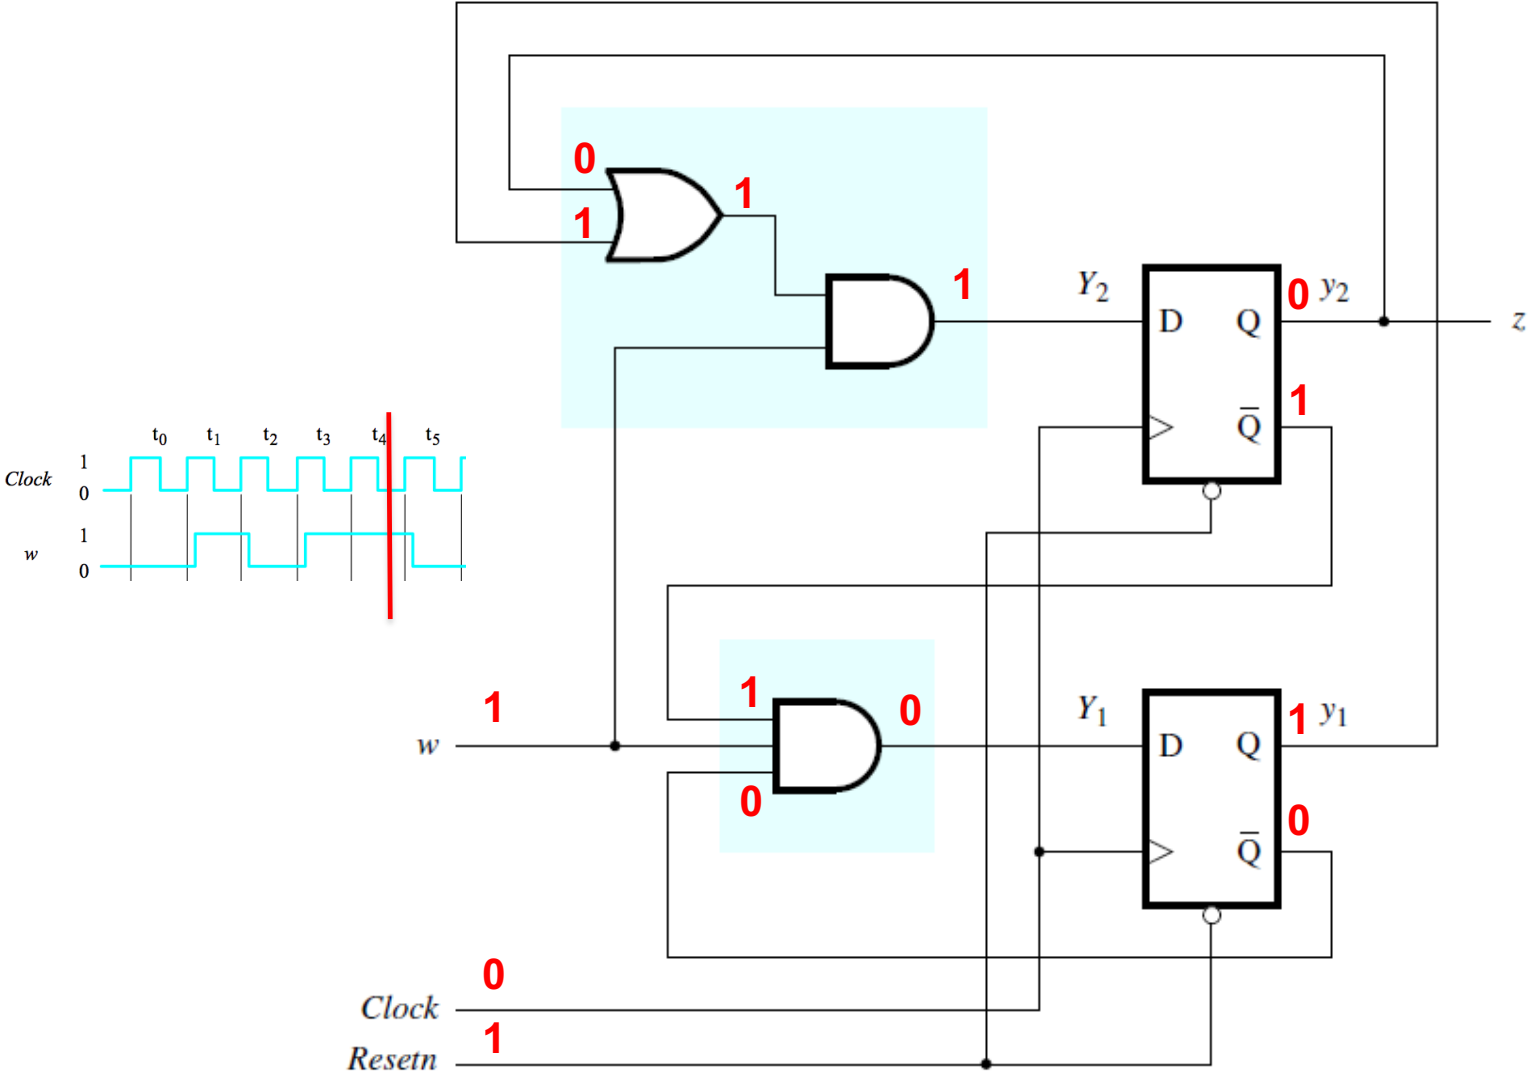 0
1
1
1
Y₂
0 y₂
D Q
z
1
Q̅
t₀ t₁ t₂ t₃ t₄ t₅
Clock 1
0
w 1
0
1
w
1
0
0
Y₁
1 y₁
D Q
0
Q̅
0
Clock
1
Resetn